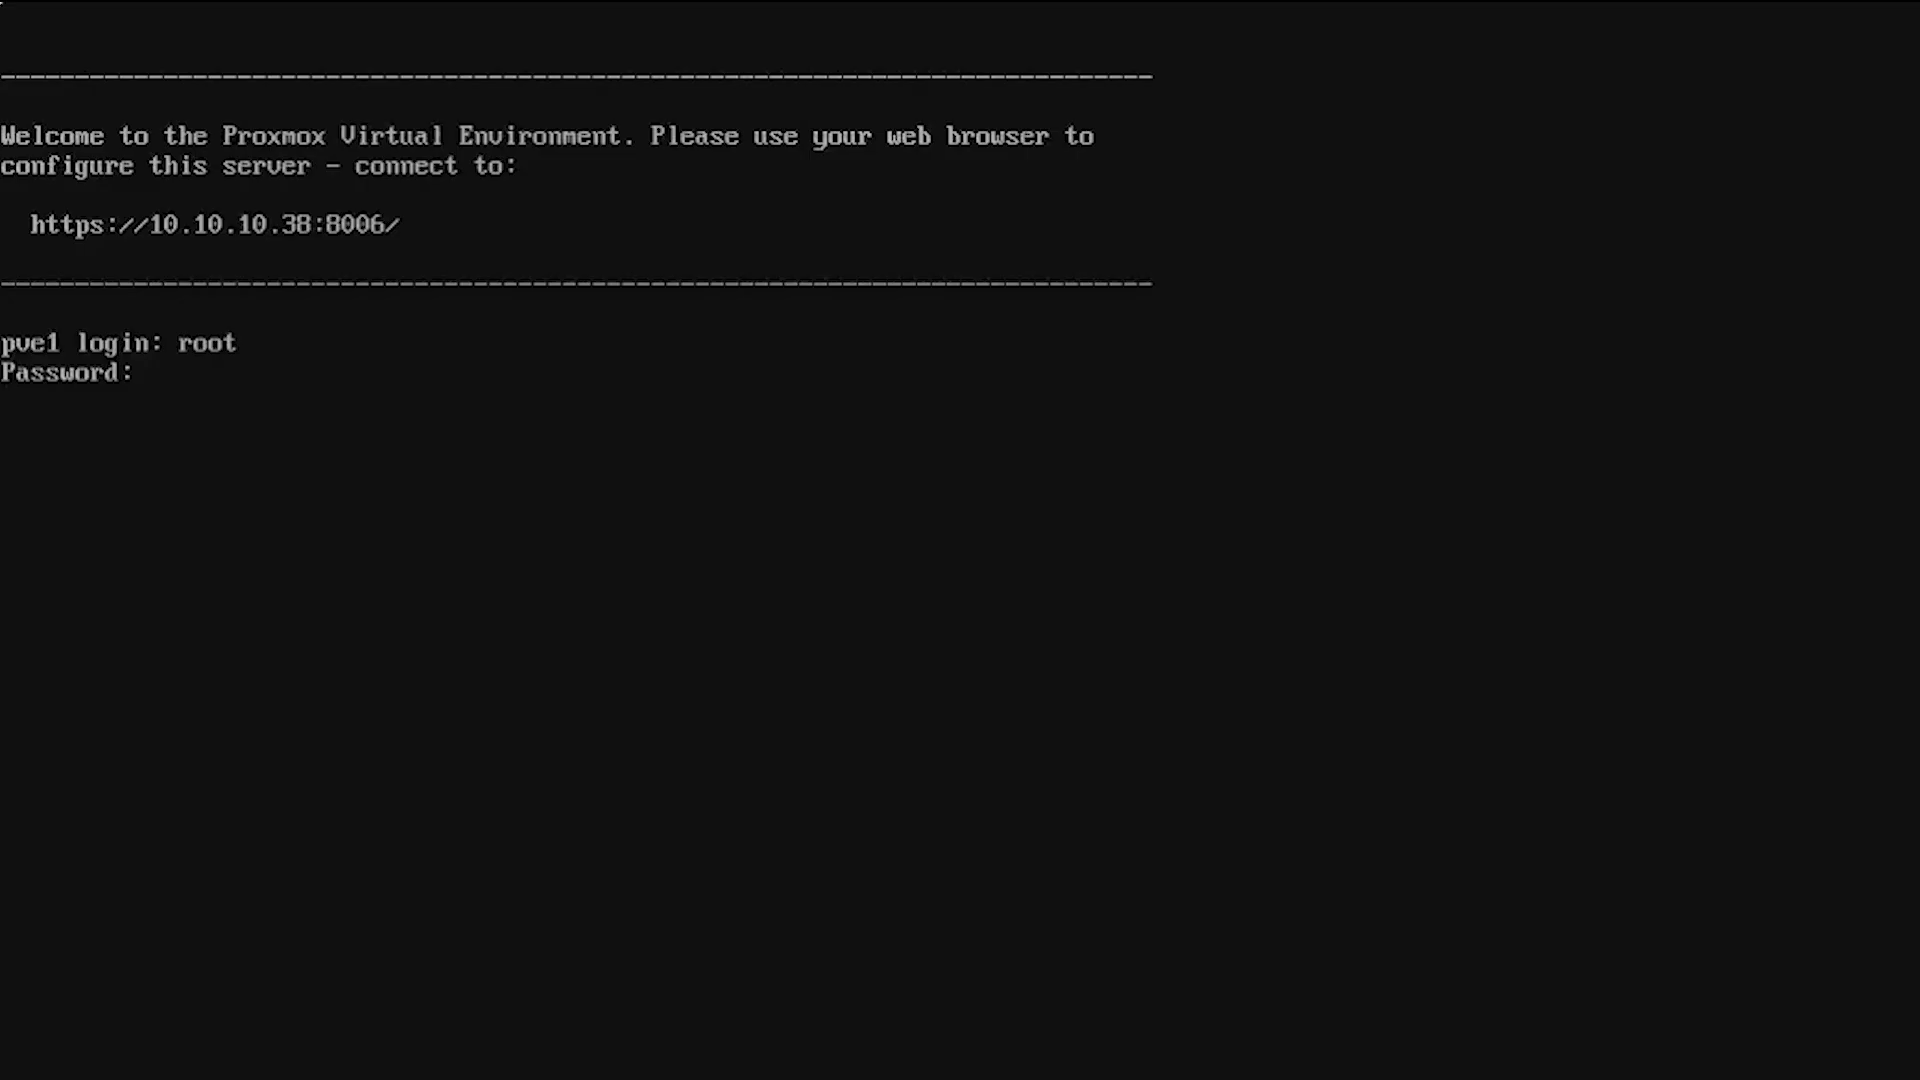 ------------------------------------------------------------------------------
Welcome to the Proxmox Virtual Environment. Please use your web browser to
configure this server - connect to:
https://10.10.10.38:8006/
------------------------------------------------------------------------------
pve1 login: root
Password: